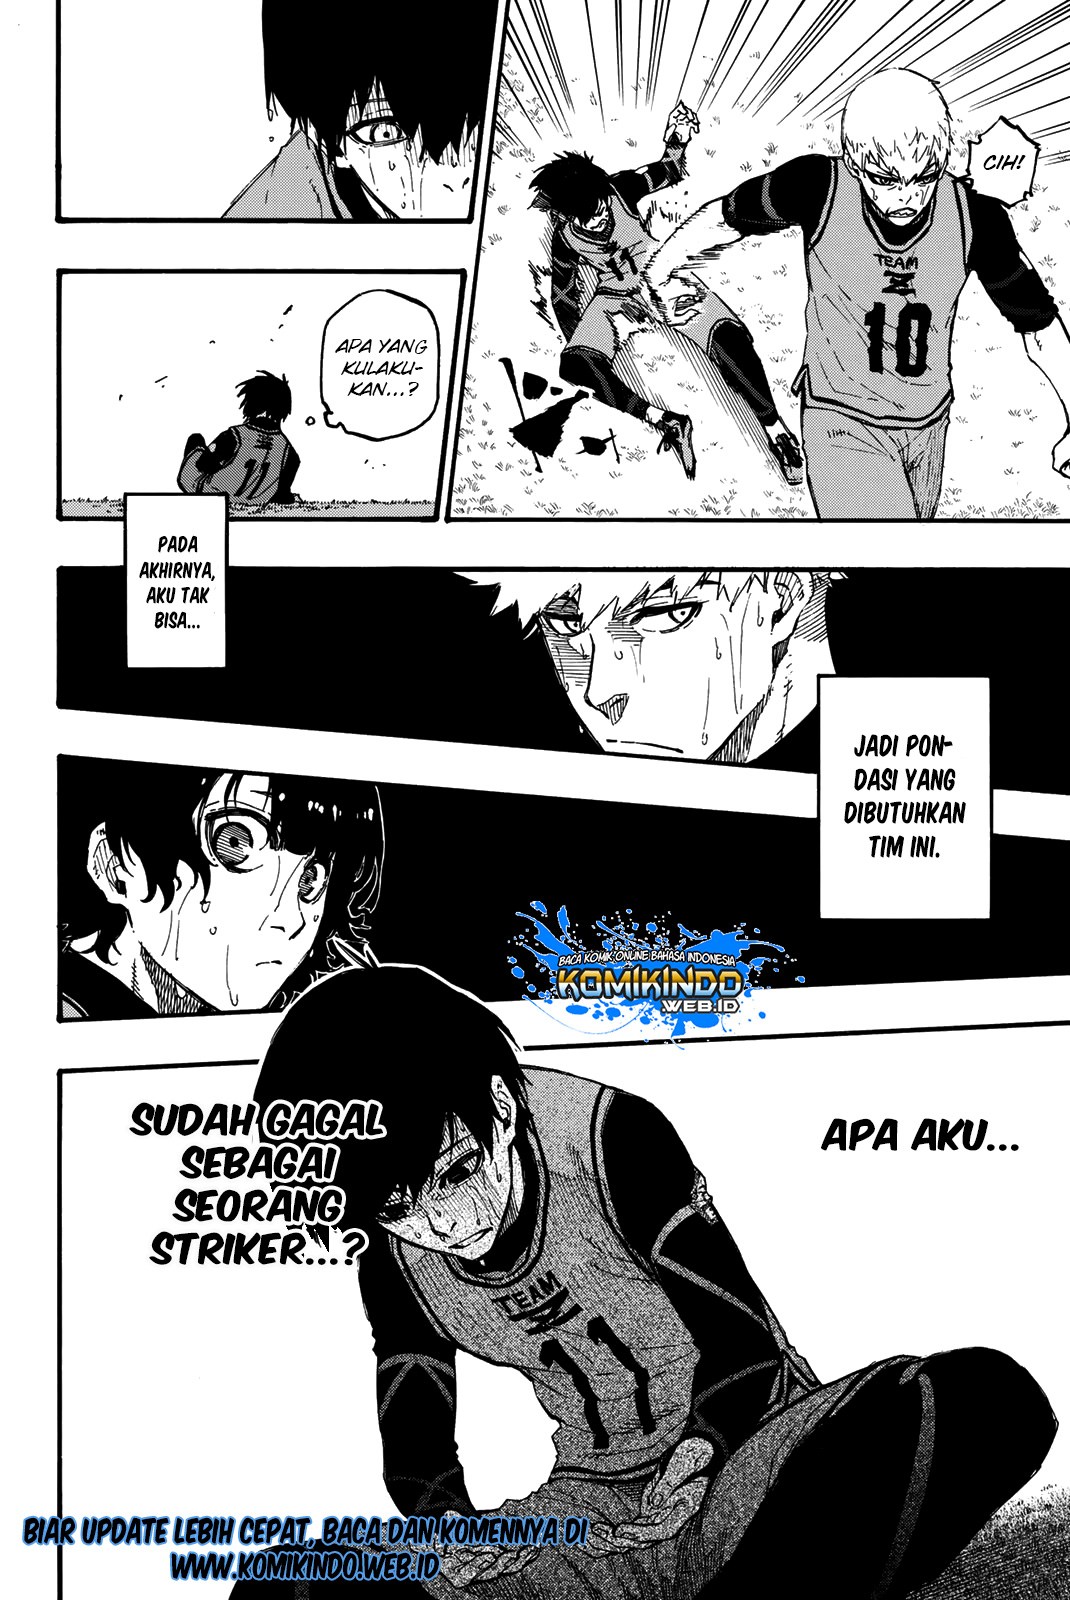 CIH!
TEAM
Z
10
11
APA YANG
KULAKU-
KAN...?
11
PADA
AKHIRNYA,
AKU TAK
BISA...
JADI PON-
DASI YANG
DIBUTUHKAN
TIM INI.
BACA KOMIK ONLINE BAHASA INDONESIA
KOMIKINDO
.WEB.ID
APA AKU...
SUDAH GAGAL
SEBAGAI
SEORANG
STRIKER...?
TEAM
Z
11
BIAR UPDATE LEBIH CEPAT, BACA DAN KOMENNYA DI
WWW.KOMIKINDO.WEB.ID